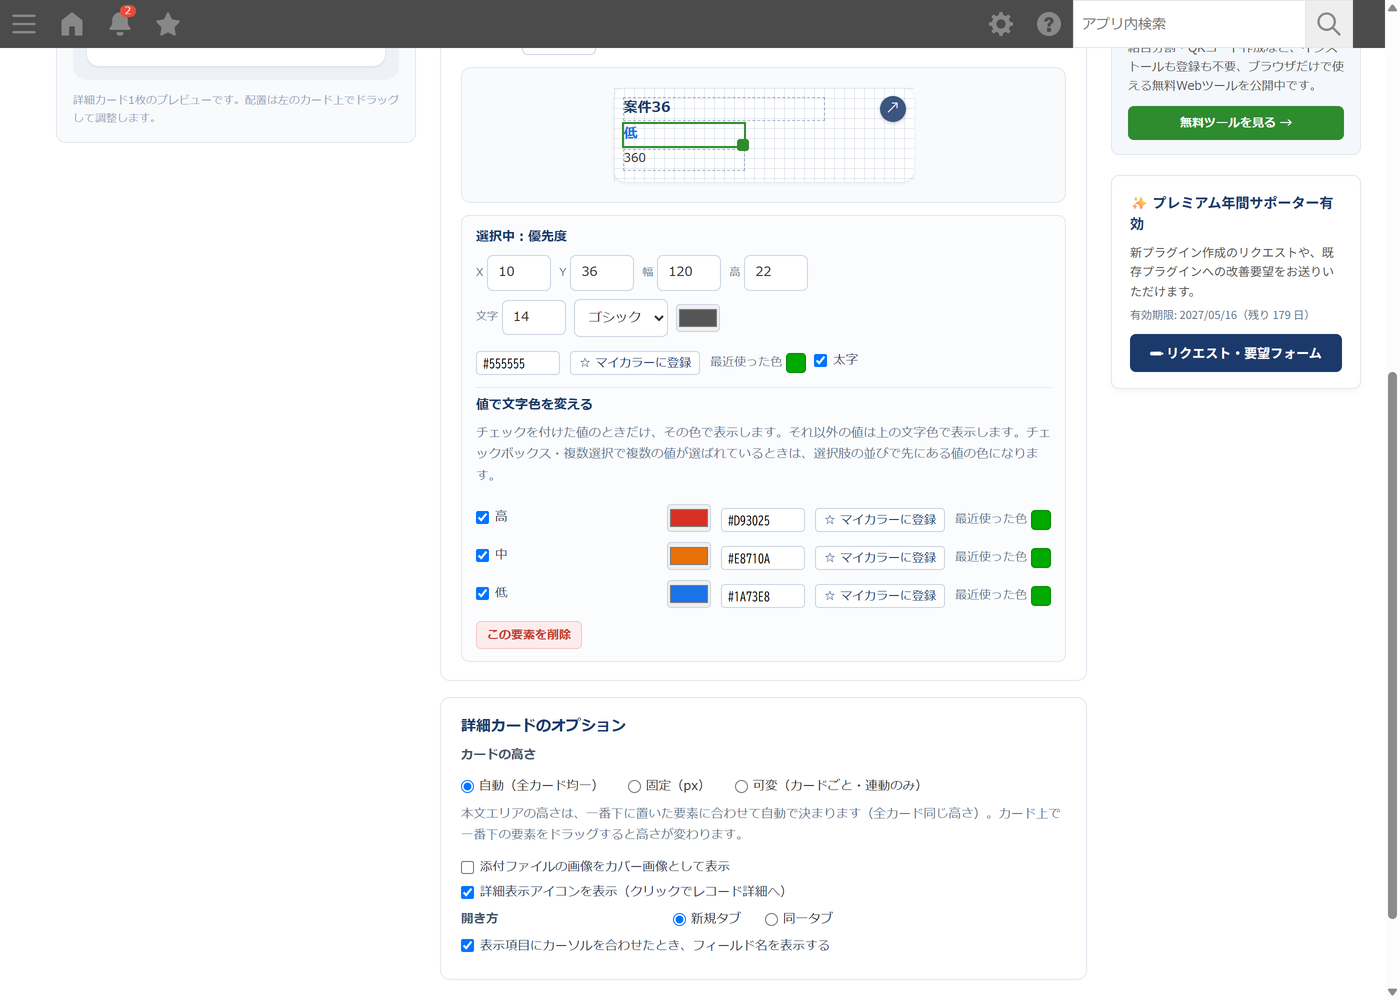 2
アプリ内検索
詳細カード1枚のプレビューです。配置は左のカード上でドラッグ
して調整します。
案件36
低
360
選択中：優先度
X 10 Y 36 幅 120 高 22
文字 14 ゴシック
#555555 ☆ マイカラーに登録 最近使った色 太字
値で文字色を変える
チェックを付けた値のときだけ、その色で表示します。それ以外の値は上の文字色で表示します。チェ
ックボックス・複数選択で複数の値が選ばれているときは、選択肢の並びで先にある値の色になりま
す。
高 #D93025 ☆ マイカラーに登録 最近使った色
中 #E8710A ☆ マイカラーに登録 最近使った色
低 #1A73E8 ☆ マイカラーに登録 最近使った色
この要素を削除
詳細カードのオプション
カードの高さ
自動（全カード均一） 固定（px） 可変（カードごと・連動のみ）
本文エリアの高さは、一番下に置いた要素に合わせて自動で決まります（全カード同じ高さ）。カード上で
一番下の要素をドラッグすると高さが変わります。
添付ファイルの画像をカバー画像として表示
詳細表示アイコンを表示（クリックでレコード詳細へ）
開き方 新規タブ 同一タブ
表示項目にカーソルを合わせたとき、フィールド名を表示する
トールも登録も不要、ブラウザだけで使
える無料Webツールを公開中です。
無料ツールを見る →
✨ プレミアム年間サポーター有
効
新プラグイン作成のリクエストや、既
存プラグインへの改善要望をお送りい
ただけます。
有効期限: 2027/05/16（残り 179 日）
リクエスト・要望フォーム